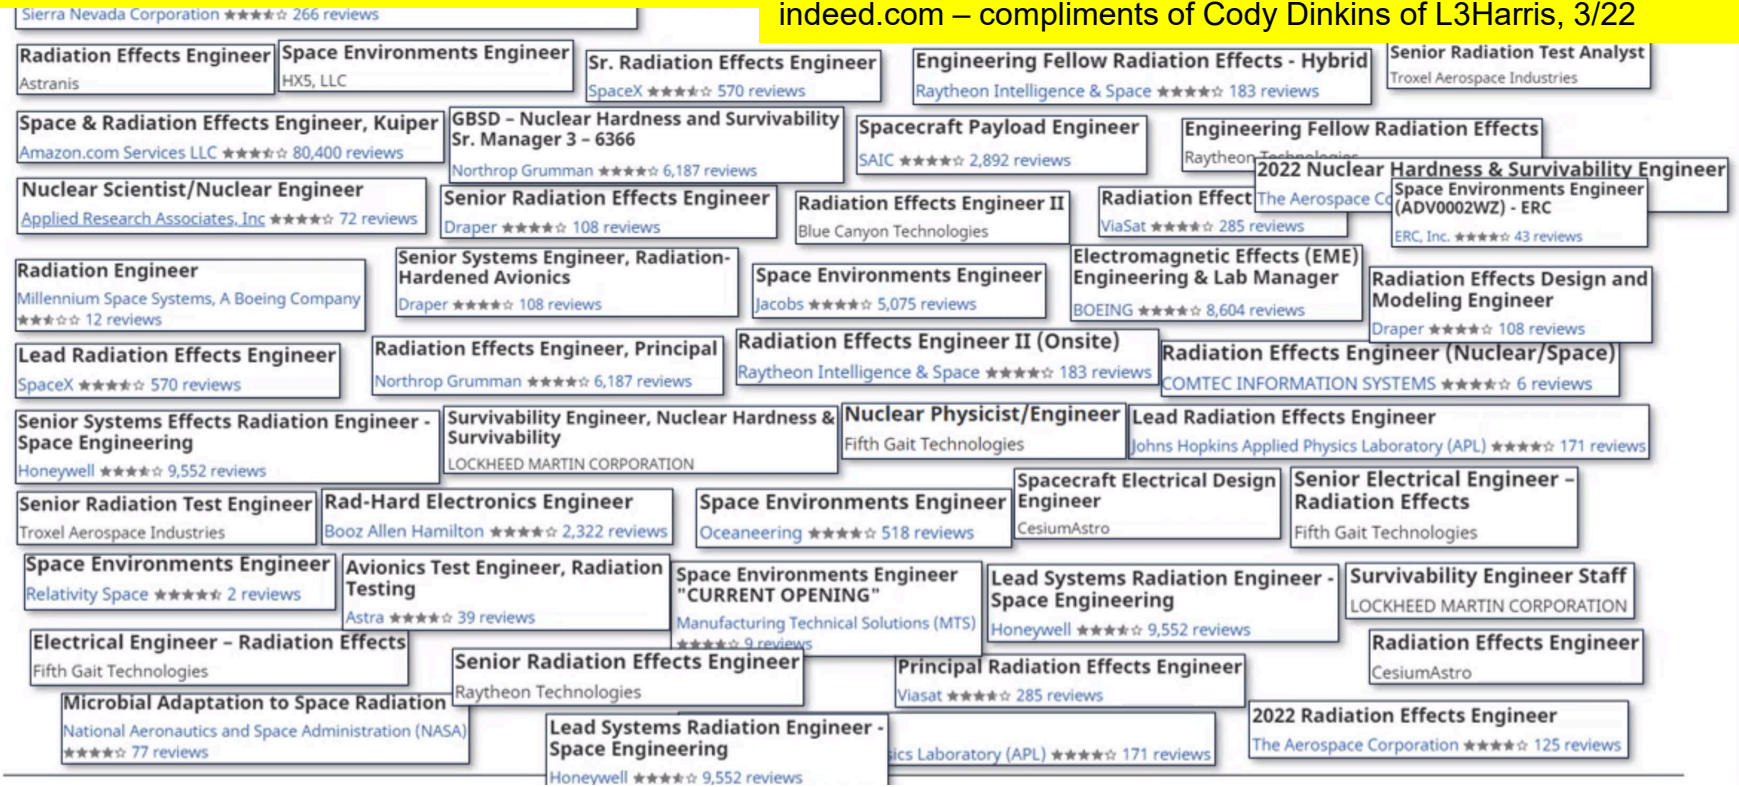 indeed.com – compliments of Cody Dinkins of L3Harris, 3/22
Sierra Nevada Corporation ★★★★☆ 266 reviews
Radiation Effects Engineer
Astranis
Space Environments Engineer
HX5, LLC
Sr. Radiation Effects Engineer
SpaceX ★★★★☆ 570 reviews
Engineering Fellow Radiation Effects - Hybrid
Raytheon Intelligence & Space ★★★★☆ 183 reviews
Senior Radiation Test Analyst
Troxel Aerospace Industries
Space & Radiation Effects Engineer, Kuiper
Amazon.com Services LLC ★★★★☆ 80,400 reviews
GBSD – Nuclear Hardness and Survivability
Sr. Manager 3 – 6366
Northrop Grumman ★★★★☆ 6,187 reviews
Spacecraft Payload Engineer
SAIC ★★★★☆ 2,892 reviews
Engineering Fellow Radiation Effects
Raytheon Technologies
2022 Nuclear Hardness & Survivability Engineer
The Aerospace
Nuclear Scientist/Nuclear Engineer
Applied Research Associates, Inc ★★★★☆ 72 reviews
Senior Radiation Effects Engineer
Draper ★★★★☆ 108 reviews
Radiation Effects Engineer II
Blue Canyon Technologies
Radiation Effect
ViaSat ★★★★☆ 285 reviews
Space Environments Engineer
(ADV0002WZ) - ERC
ERC, Inc. ★★★★☆ 43 reviews
Radiation Engineer
Millennium Space Systems, A Boeing Company
★★★☆☆ 12 reviews
Senior Systems Engineer, Radiation-
Hardened Avionics
Draper ★★★★☆ 108 reviews
Space Environments Engineer
Jacobs ★★★★☆ 5,075 reviews
Electromagnetic Effects (EME)
Engineering & Lab Manager
BOEING ★★★★☆ 8,604 reviews
Radiation Effects Design and
Modeling Engineer
Draper ★★★★☆ 108 reviews
Lead Radiation Effects Engineer
SpaceX ★★★★☆ 570 reviews
Radiation Effects Engineer, Principal
Northrop Grumman ★★★★☆ 6,187 reviews
Radiation Effects Engineer II (Onsite)
Raytheon Intelligence & Space ★★★★☆ 183 reviews
Radiation Effects Engineer (Nuclear/Space)
COMTEC INFORMATION SYSTEMS ★★★★☆ 6 reviews
Senior Systems Effects Radiation Engineer -
Space Engineering
Honeywell ★★★★☆ 9,552 reviews
Survivability Engineer, Nuclear Hardness &
Survivability
LOCKHEED MARTIN CORPORATION
Nuclear Physicist/Engineer
Fifth Gait Technologies
Lead Radiation Effects Engineer
Johns Hopkins Applied Physics Laboratory (APL) ★★★★☆ 171 reviews
Senior Radiation Test Engineer
Troxel Aerospace Industries
Rad-Hard Electronics Engineer
Booz Allen Hamilton ★★★★☆ 2,322 reviews
Space Environments Engineer
Oceaneering ★★★★☆ 518 reviews
Spacecraft Electrical Design
Engineer
CesiumAstro
Senior Electrical Engineer –
Radiation Effects
Fifth Gait Technologies
Space Environments Engineer
Relativity Space ★★★★★ 2 reviews
Avionics Test Engineer, Radiation
Testing
Astra ★★★★☆ 39 reviews
Space Environments Engineer
"CURRENT OPENING"
Manufacturing Technical Solutions (MTS)
★★★★☆ 9 reviews
Lead Systems Radiation Engineer -
Space Engineering
Honeywell ★★★★☆ 9,552 reviews
Survivability Engineer Staff
LOCKHEED MARTIN CORPORATION
Electrical Engineer – Radiation Effects
Fifth Gait Technologies
Senior Radiation Effects Engineer
Raytheon Technologies
Principal Radiation Effects Engineer
Viasat ★★★★☆ 285 reviews
Radiation Effects Engineer
CesiumAstro
Microbial Adaptation to Space Radiation
National Aeronautics and Space Administration (NASA)
★★★★☆ 77 reviews
Lead Systems Radiation Engineer -
Space Engineering
Honeywell ★★★★☆ 9,552 reviews
ics Laboratory (APL) ★★★★☆ 171 reviews
2022 Radiation Effects Engineer
The Aerospace Corporation ★★★★☆ 125 reviews